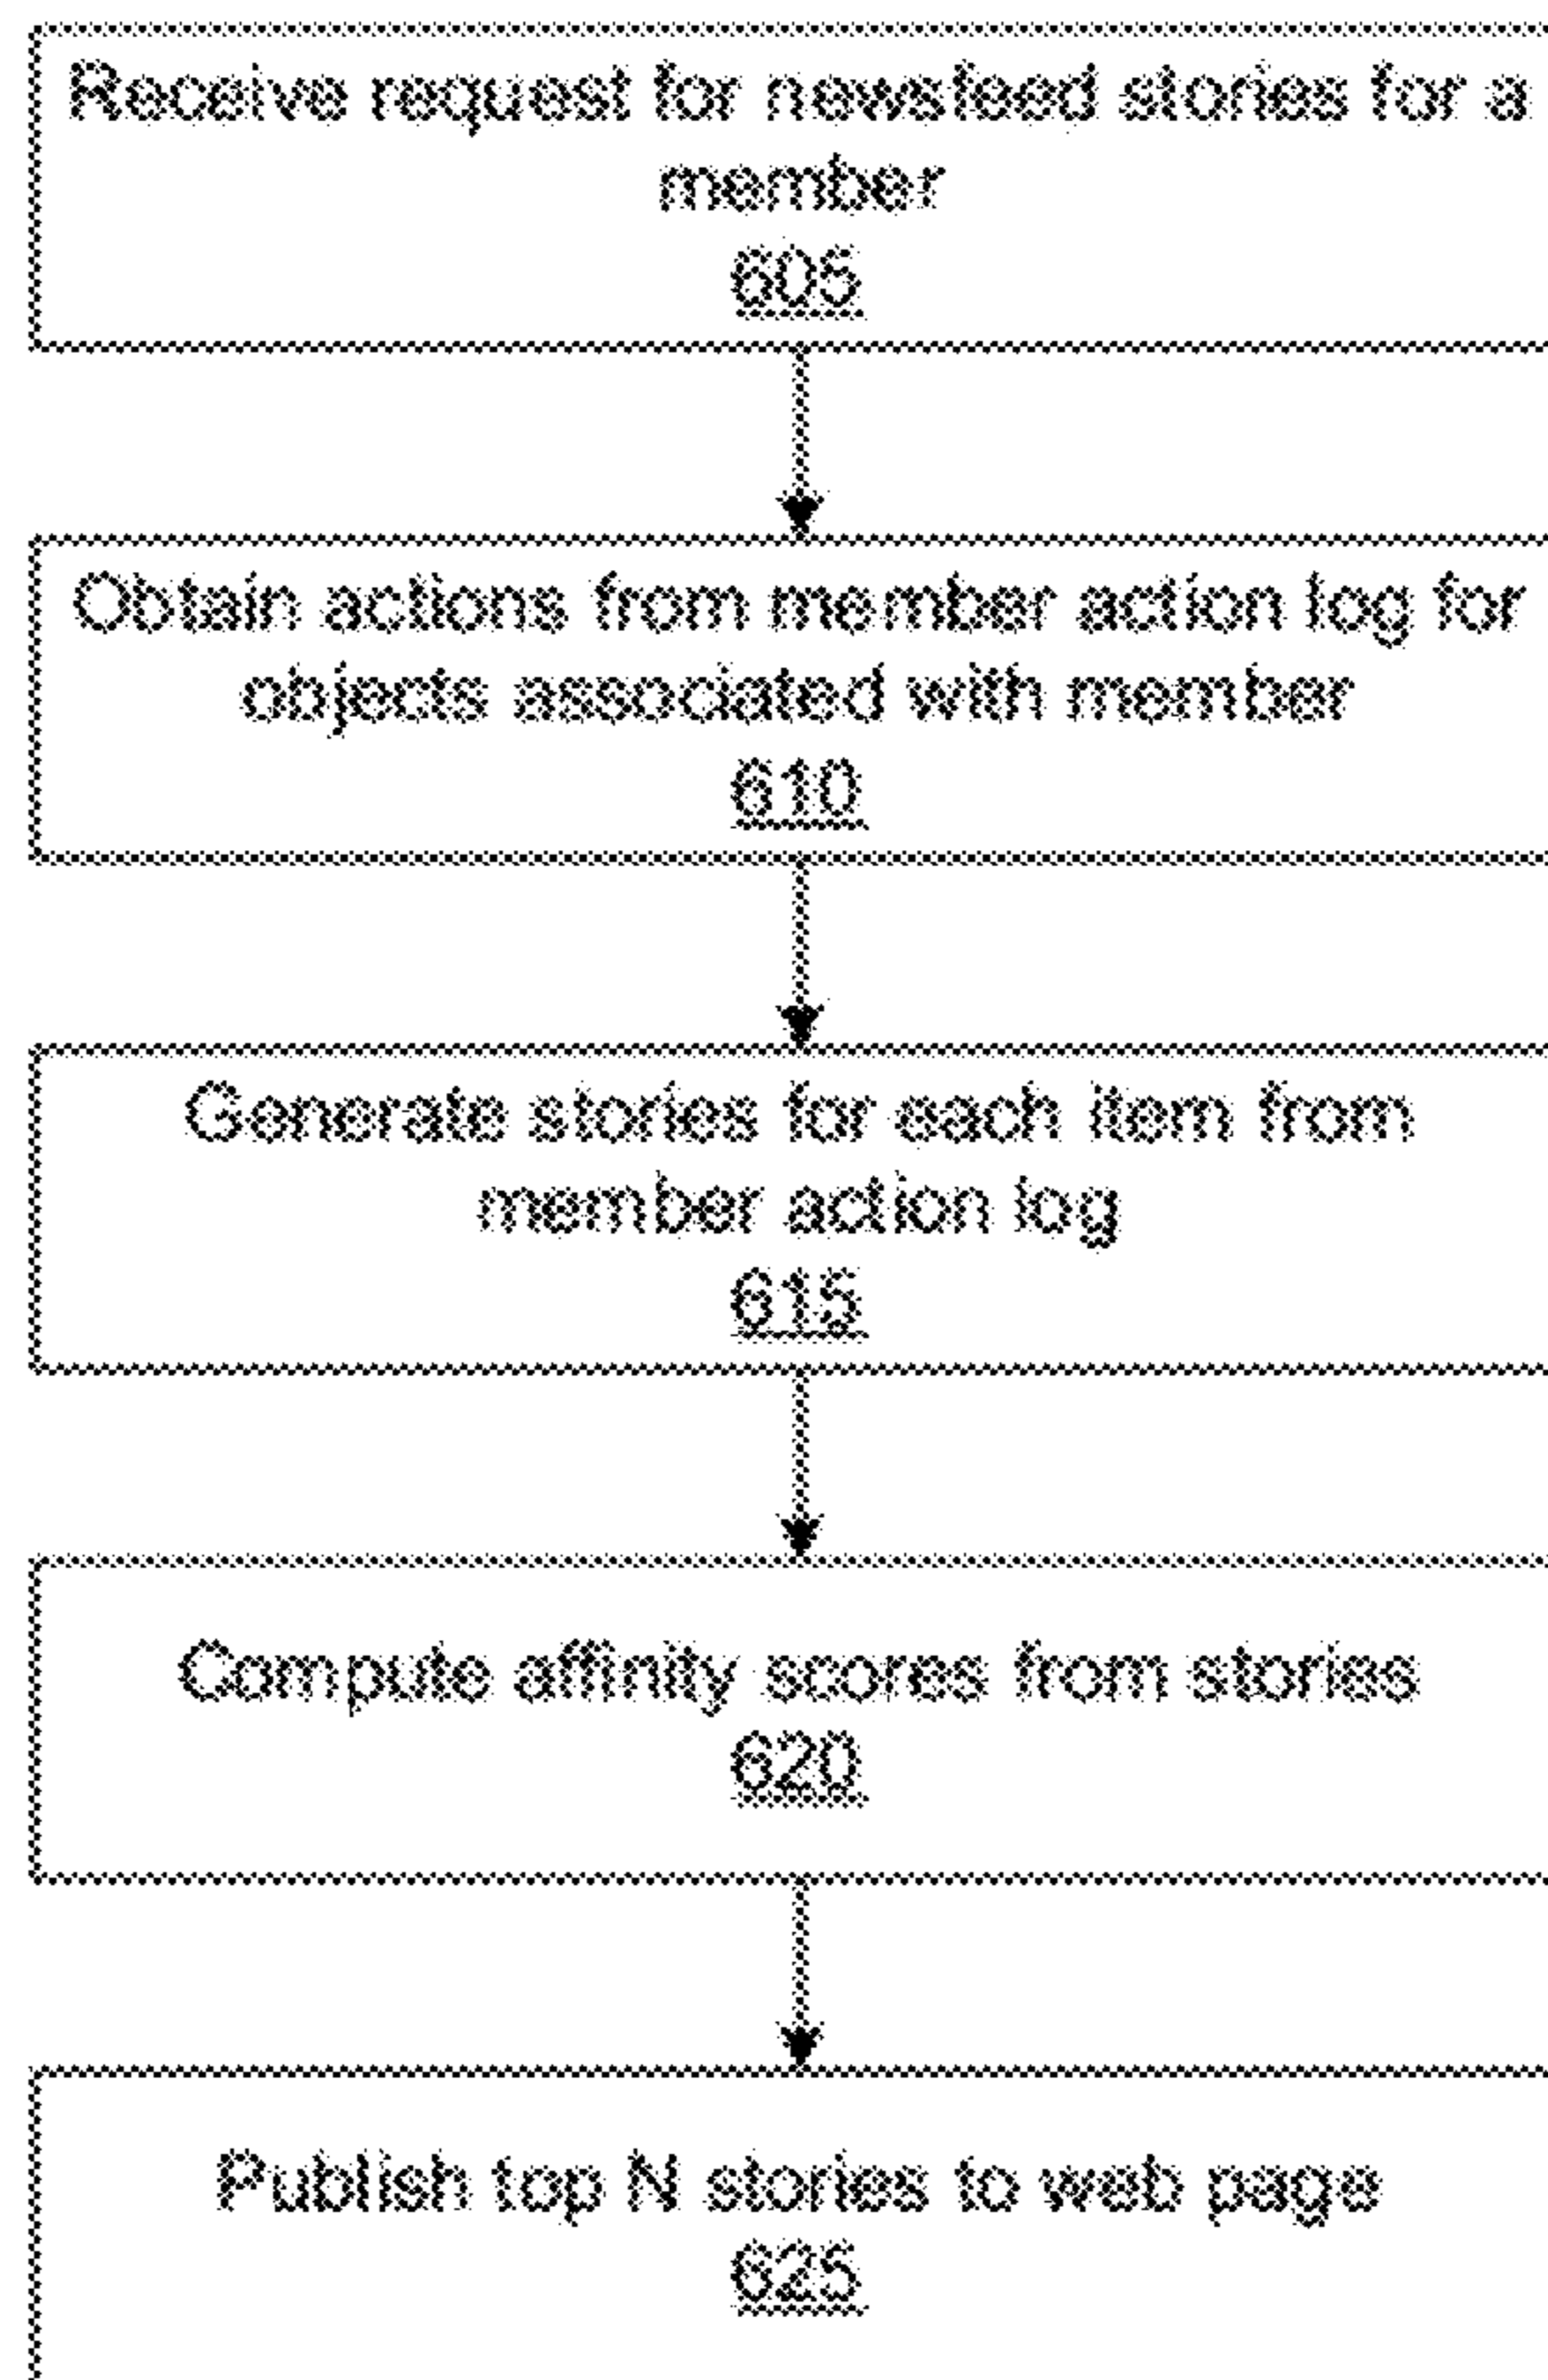 Receive request for newsfeed stories for a
member
605
Obtain actions from member action log for
objects associated with member
610
Generate stories for each item from
member action log
615
Compute affinity scores from stories
620
Publish top N stories to web page
625